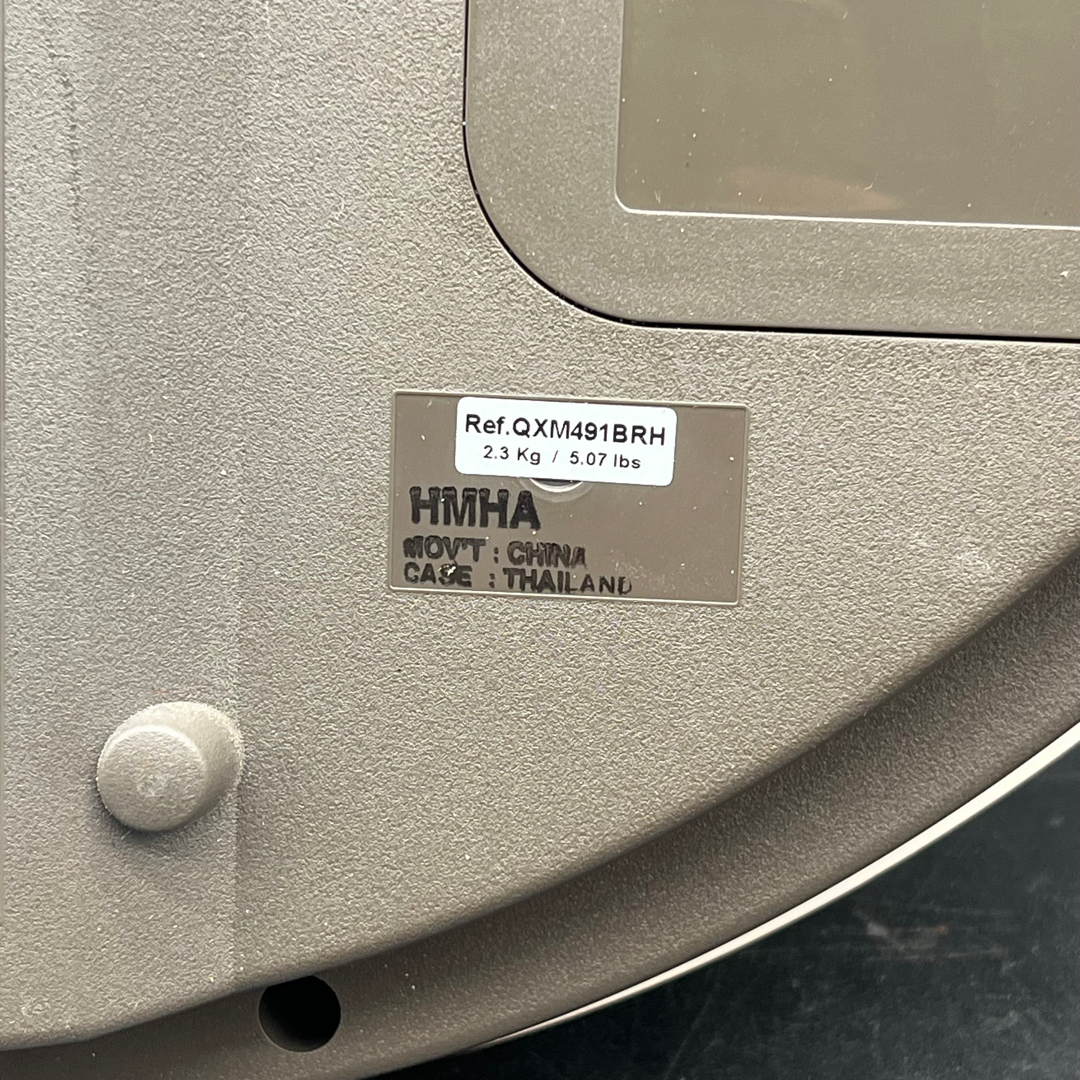 Ref.QXM491BRH
2.3 Kg / 5.07 lbs
HMHA
MOV'T : CHINA
CASE : THAILAND